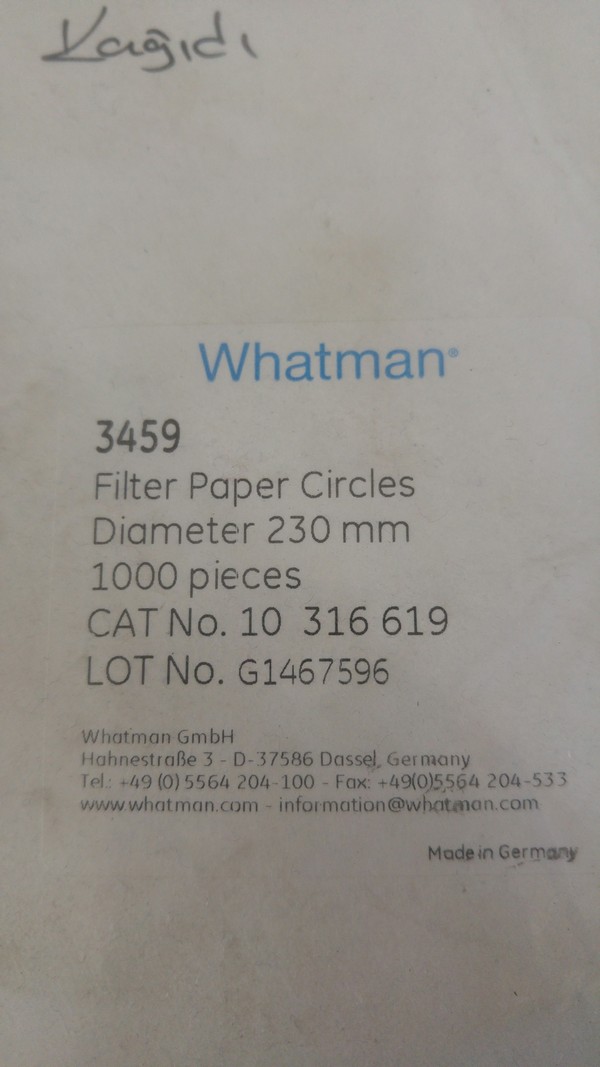 Kağıdı
Whatman®
3459
Filter Paper Circles
Diameter 230 mm
1000 pieces
CAT No. 10 316 619
LOT No. G1467596
Whatman GmbH
Hahnestraße 3 - D-37586 Dassel, Germany
Tel.: +49 (0) 5564 204-100 - Fax: +49(0)5564 204-533
www.whatman.com - information@whatman.com
Made in Germany